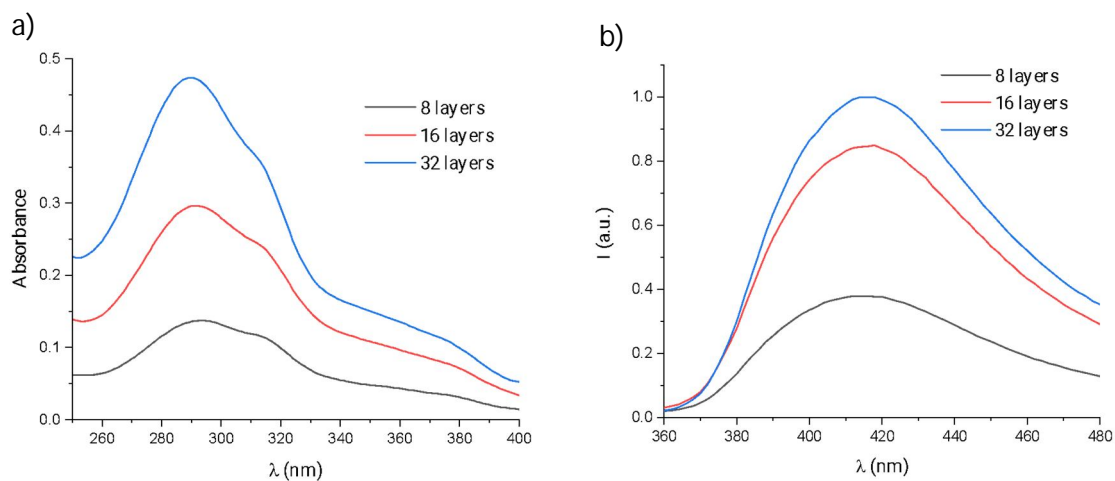 a)
0.5
0.4
0.3
0.2
0.1
0.0
Absorbance
8 layers
16 layers
32 layers
260 280 300 320 340 360 380 400
λ (nm)
b)
1.0
0.8
0.6
0.4
0.2
0.0
I (a.u.)
8 layers
16 layers
32 layers
360 380 400 420 440 460 480
λ (nm)